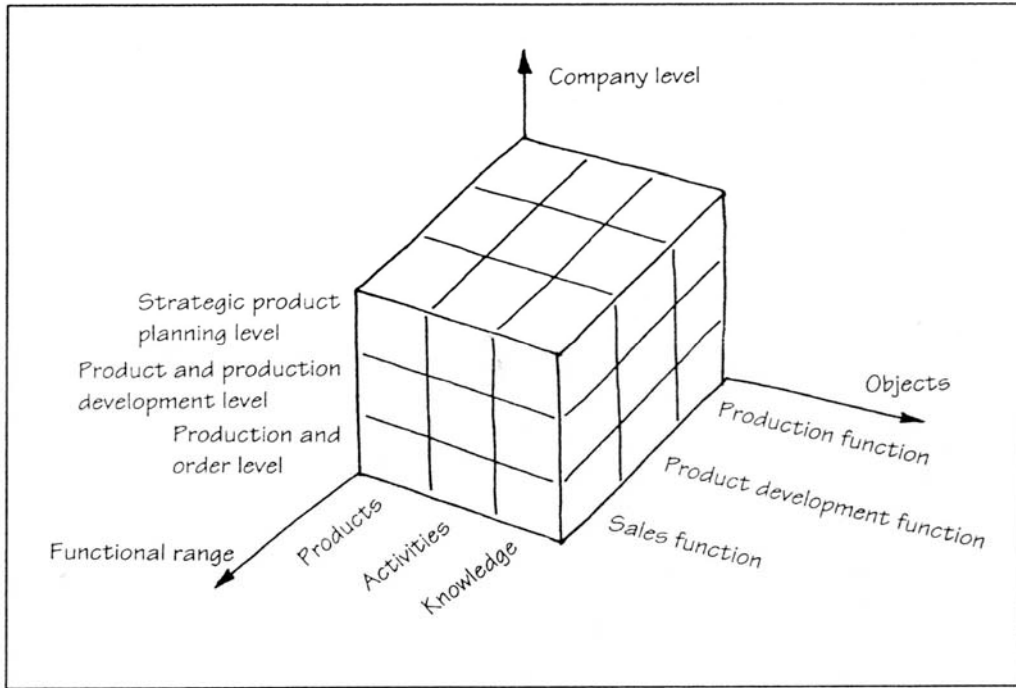 Company level
Strategic product
planning level
Product and production
development level
Production and
order level
Objects
Production function
Product development function
Sales function
Functional range
Products
Activities
Knowledge